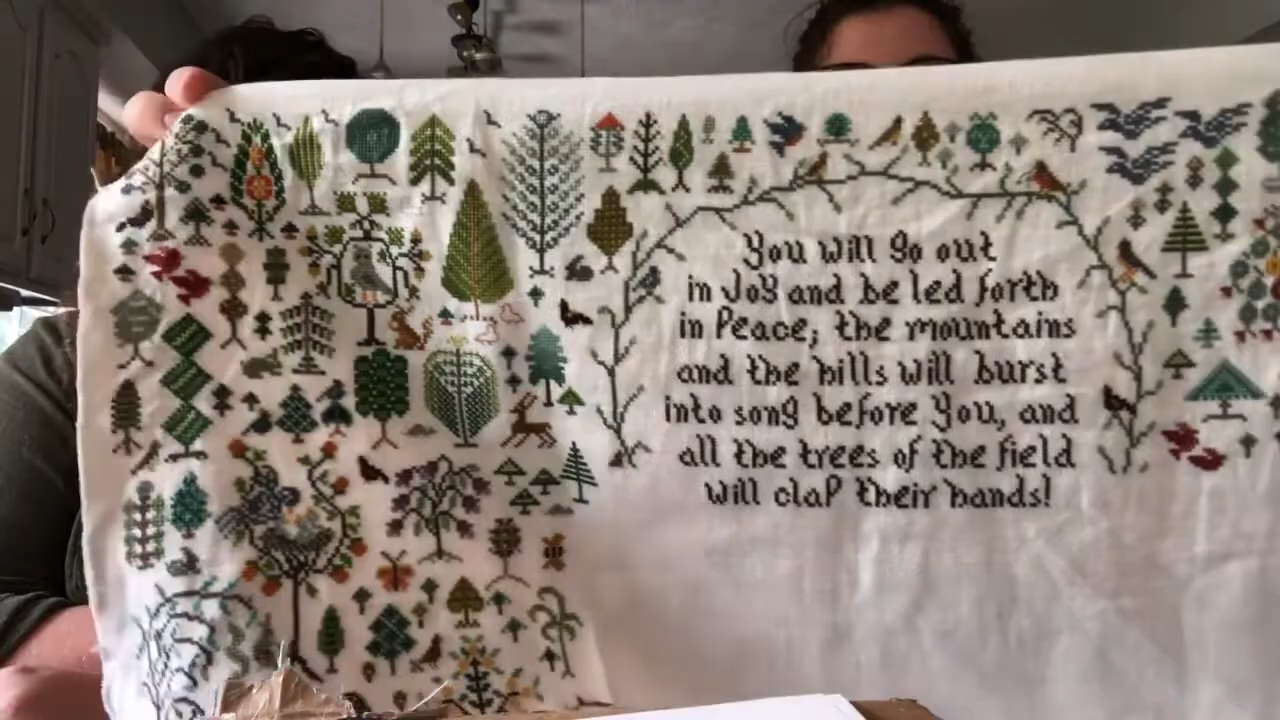 You will go out
in Joy and be led forth
in Peace; the mountains
and the hills will burst
into song before You, and
all the trees of the field
will claP their hands!